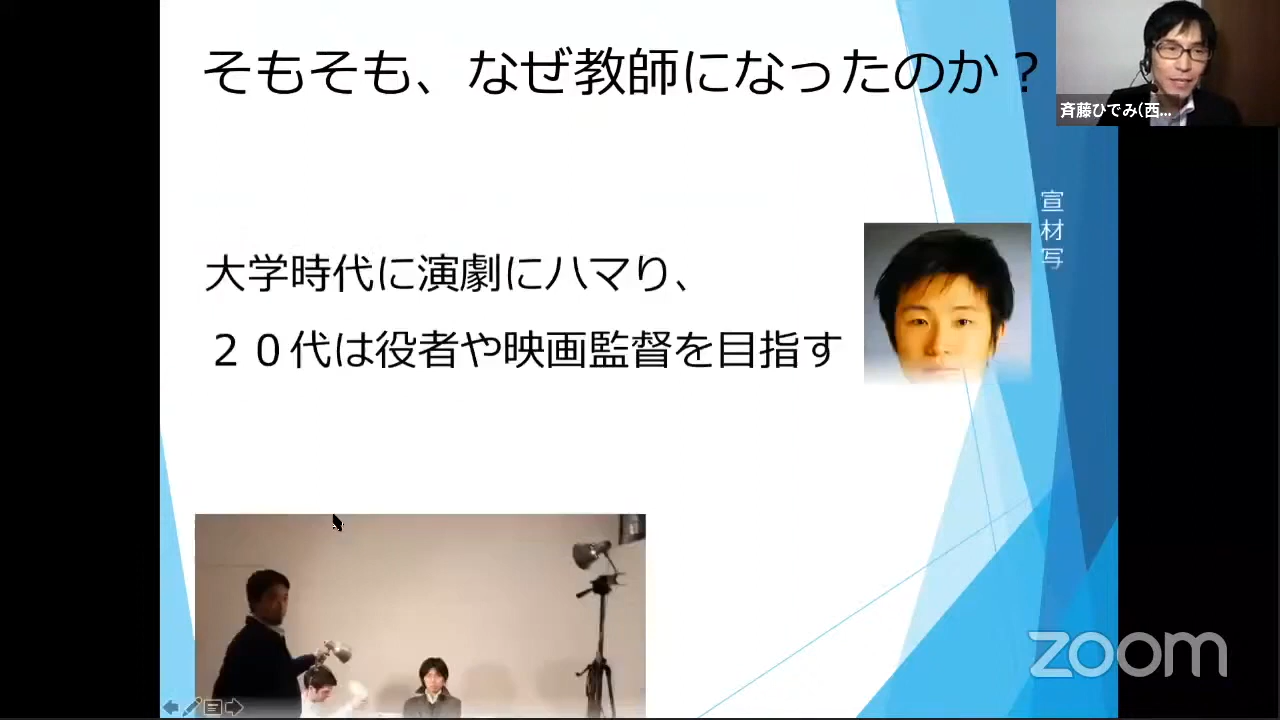 そもそも、なぜ教師になったのか？
斉藤ひでみ(西...
宣材写
大学時代に演劇にハマり、
２０代は役者や映画監督を目指す
zoom